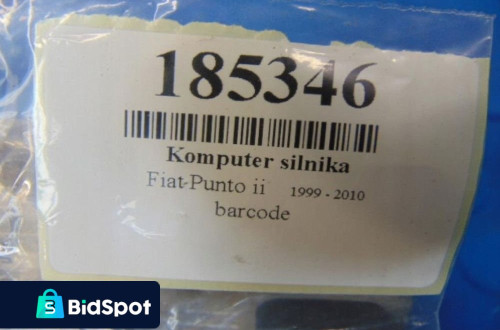 185346
Komputer silnika
Fiat-Punto ii 1999 - 2010
barcode
S BidSpot